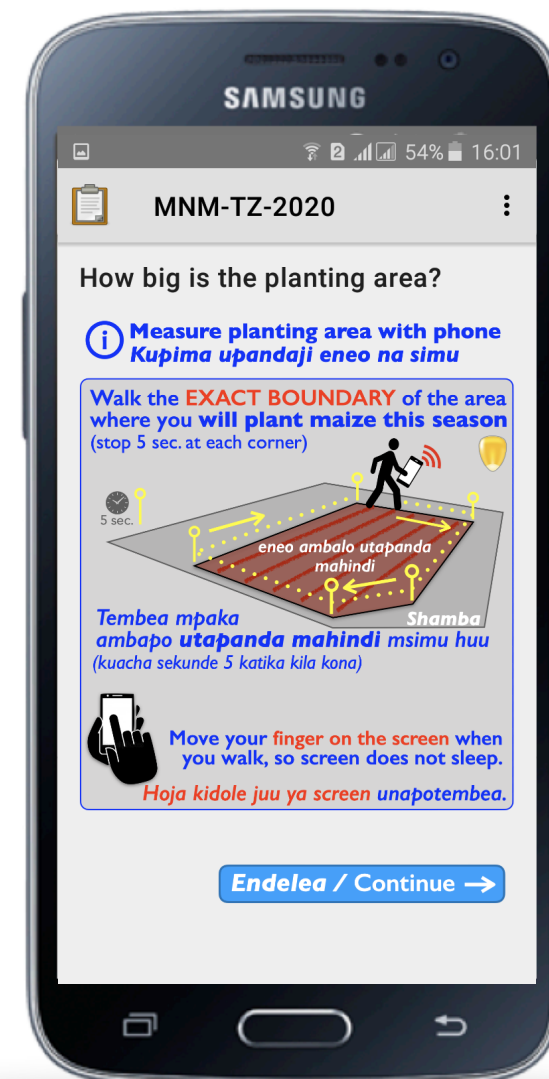 SAMSUNG
2 54% 16:01
MNM-TZ-2020
How big is the planting area?
i Measure planting area with phone
Kupima upandaji eneo na simu
Walk the EXACT BOUNDARY of the area
where you will plant maize this season
(stop 5 sec. at each corner)
5 sec.
eneo ambalo utapanda
mahindi
Shamba
Tembea mpaka
ambapo utapanda mahindi msimu huu
(kuacha sekunde 5 katika kila kona)
Move your finger on the screen when
you walk, so screen does not sleep.
Hoja kidole juu ya screen unapotembea.
Endelea / Continue →